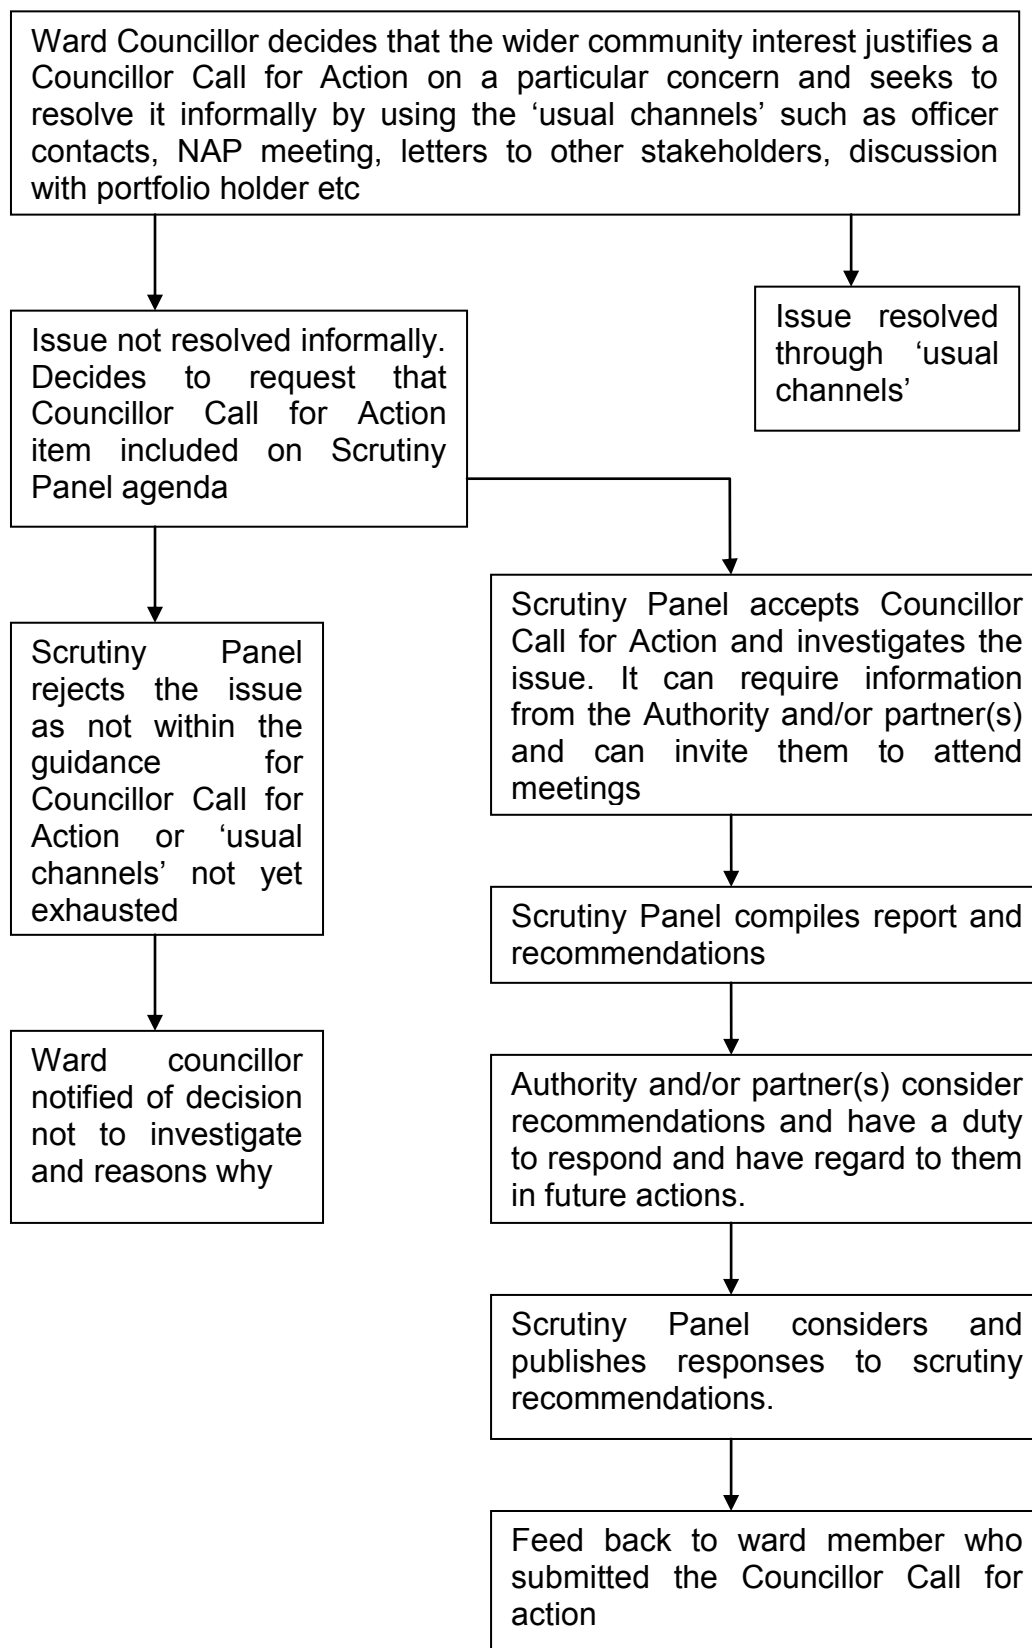 Ward Councillor decides that the wider community interest justifies a
Councillor Call for Action on a particular concern and seeks to
resolve it informally by using the ‘usual channels’ such as officer
contacts, NAP meeting, letters to other stakeholders, discussion
with portfolio holder etc
Issue resolved
through ‘usual
channels’
Issue not resolved informally.
Decides to request that
Councillor Call for Action
item included on Scrutiny
Panel agenda
Scrutiny Panel
rejects the issue
as not within the
guidance for
Councillor Call for
Action or ‘usual
channels’ not yet
exhausted
Ward councillor
notified of decision
not to investigate
and reasons why
Scrutiny Panel accepts Councillor
Call for Action and investigates the
issue. It can require information
from the Authority and/or partner(s)
and can invite them to attend
meetings
Scrutiny Panel compiles report and
recommendations
Authority and/or partner(s) consider
recommendations and have a duty
to respond and have regard to them
in future actions.
Scrutiny Panel considers and
publishes responses to scrutiny
recommendations.
Feed back to ward member who
submitted the Councillor Call for
action